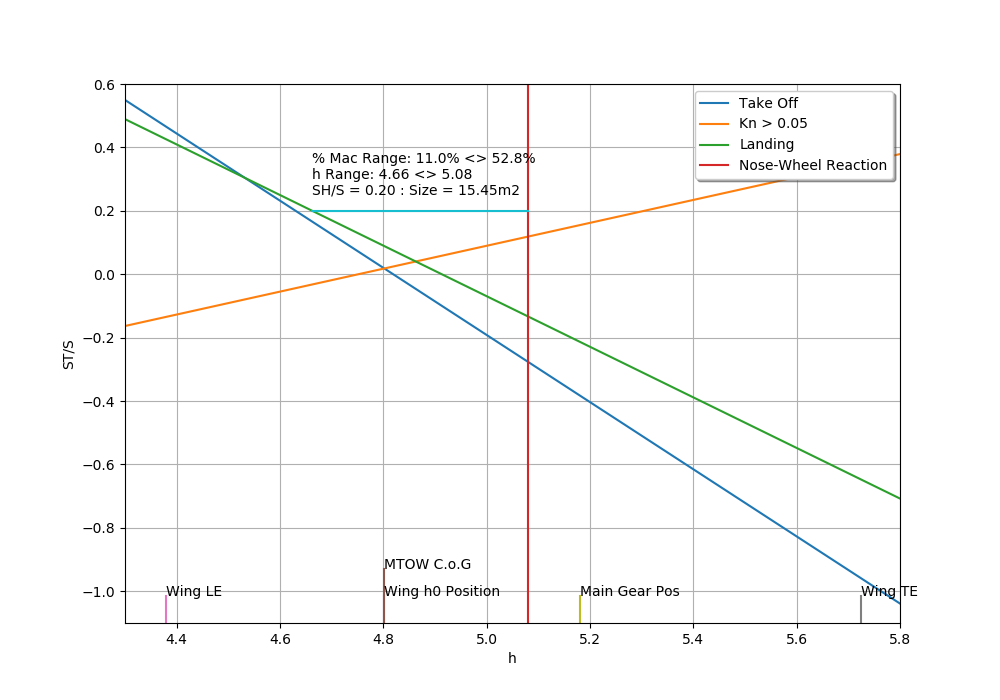 0.6
0.4
0.2
0.0
−0.2
−0.4
−0.6
−0.8
−1.0
ST/S
Take Off
Kn > 0.05
Landing
Nose-Wheel Reaction
% Mac Range: 11.0% <> 52.8%
h Range: 4.66 <> 5.08
SH/S = 0.20 : Size = 15.45m2
MTOW C.o.G
Wing LE
Wing h0 Position
Main Gear Pos
Wing TE
4.4 4.6 4.8 5.0 5.2 5.4 5.6 5.8
h